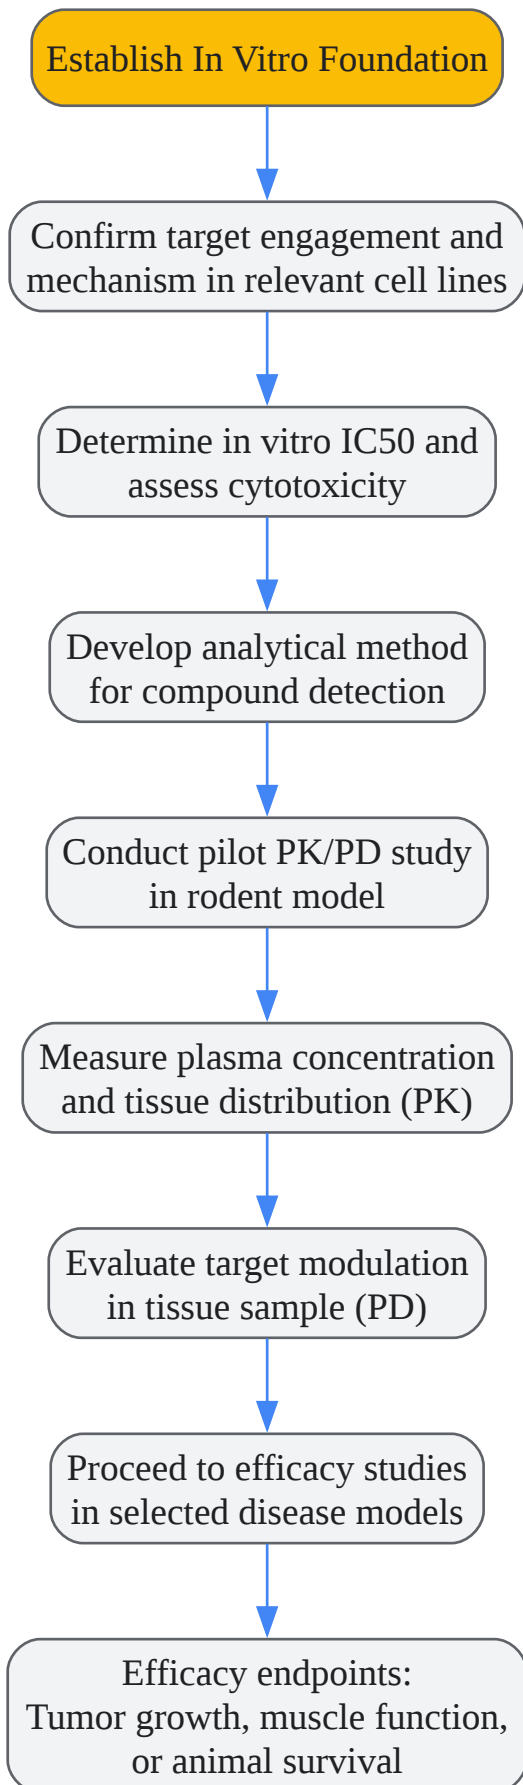 Establish In Vitro Foundation
Confirm target engagement and
mechanism in relevant cell lines
Determine in vitro IC50 and
assess cytotoxicity
Develop analytical method
for compound detection
Conduct pilot PK/PD study
in rodent model
Measure plasma concentration
and tissue distribution (PK)
Evaluate target modulation
in tissue sample (PD)
Proceed to efficacy studies
in selected disease models
Efficacy endpoints:
Tumor growth, muscle function,
or animal survival